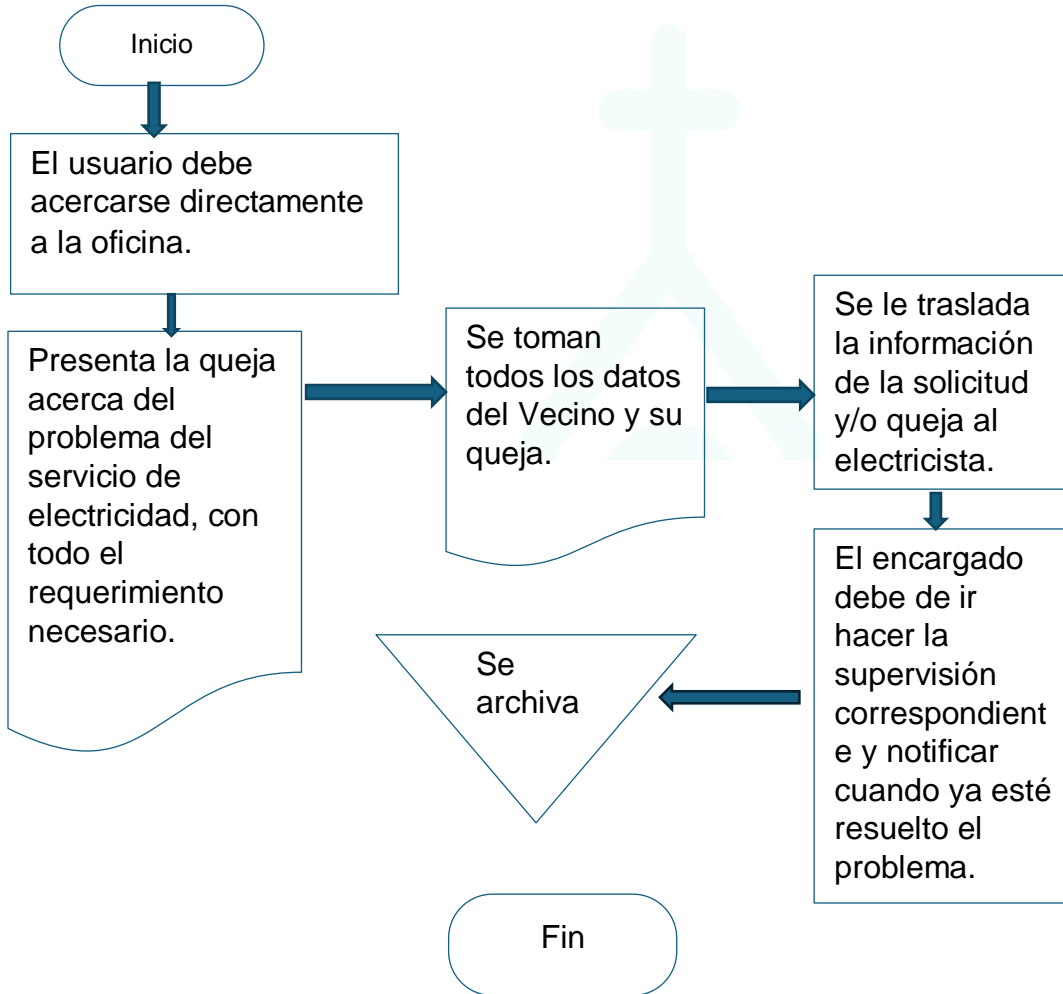 Inicio
El usuario debe
acercarse directamente
a la oficina.
Presenta la queja
acerca del
problema del
servicio de
electricidad, con
todo el
requerimiento
necesario.
Se toman
todos los datos
del Vecino y su
queja.
Se le traslada
la información
de la solicitud
y/o queja al
electricista.
El encargado
debe de ir
hacer la
supervisión
correspondient
e y notificar
cuando ya esté
resuelto el
problema.
Se
archiva
Fin